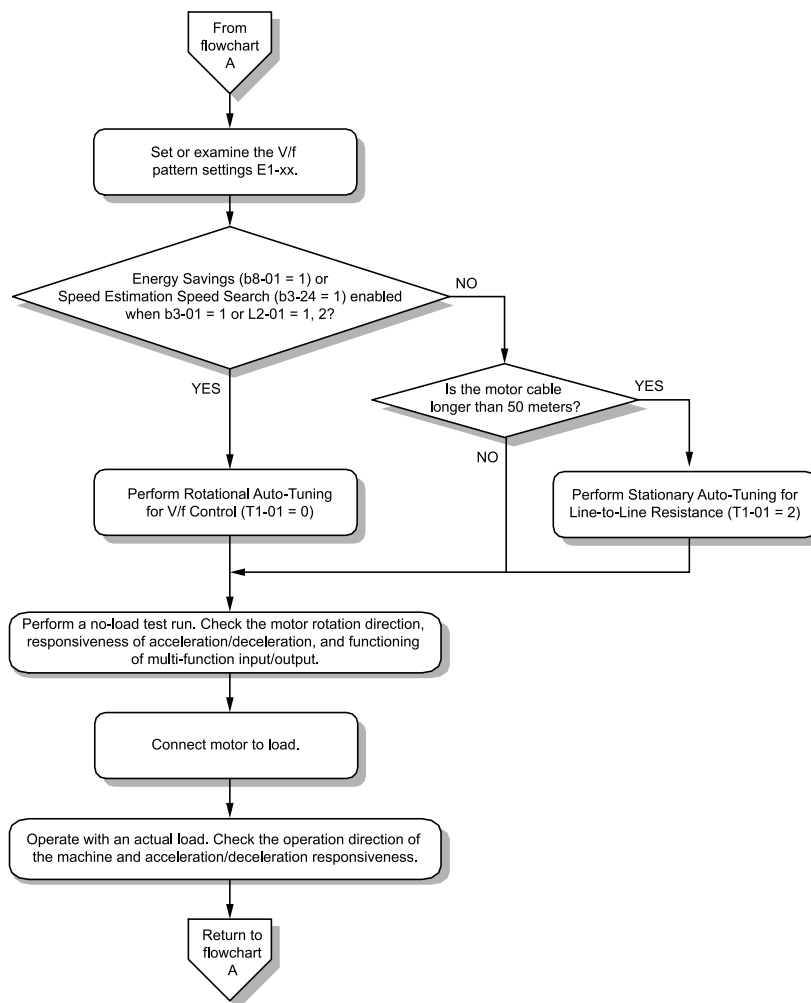 From
flowchart
A
Set or examine the V/f
pattern settings E1-xx.
Energy Savings (b8-01 = 1) or
Speed Estimation Speed Search (b3-24 = 1) enabled
when b3-01 = 1 or L2-01 = 1, 2?
NO
YES
Is the motor cable
longer than 50 meters?
YES
NO
Perform Rotational Auto-Tuning
for V/f Control (T1-01 = 0)
Perform Stationary Auto-Tuning for
Line-to-Line Resistance (T1-01 = 2)
Perform a no-load test run. Check the motor rotation direction,
responsiveness of acceleration/deceleration, and functioning
of multi-function input/output.
Connect motor to load.
Operate with an actual load. Check the operation direction of
the machine and acceleration/deceleration responsiveness.
Return to
flowchart
A